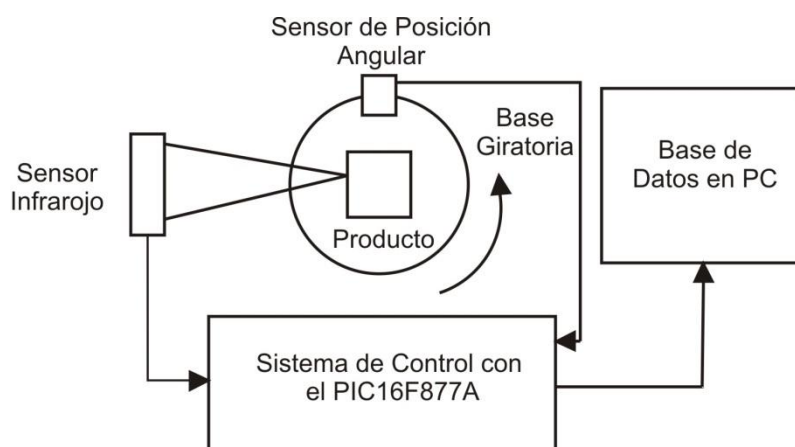 Sensor de Posición
Angular
Base
Giratoria
Sensor
Infrarojo
Producto
Base de
Datos en PC
Sistema de Control con
el PIC16F877A